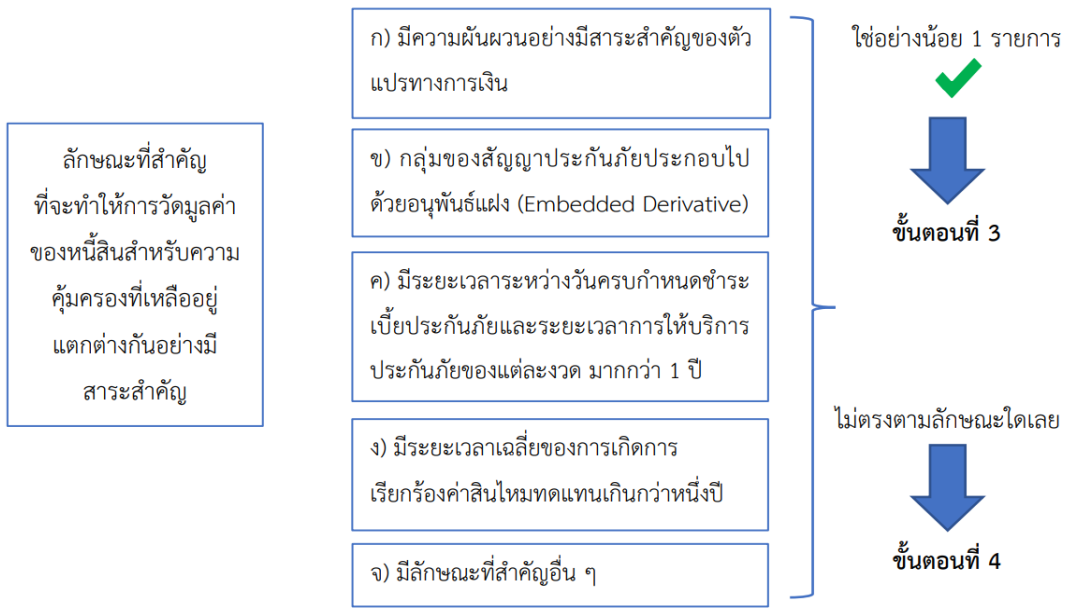 ลักษณะที่สำคัญ
ที่จะทำให้การวัดมูลค่า
ของหนี้สินสำหรับความ
คุ้มครองที่เหลืออยู่
แตกต่างกันอย่างมี
สาระสำคัญ
ก) มีความผันผวนอย่างมีสาระสำคัญของตัว
แปรทางการเงิน
ข) กลุ่มของสัญญาประกันภัยประกอบไป
ด้วยอนุพันธ์แฝง (Embedded Derivative)
ค) มีระยะเวลาระหว่างวันครบกำหนดชำระ
เบี้ยประกันภัยและระยะเวลาการให้บริการ
ประกันภัยของแต่ละงวด มากกว่า 1 ปี
ง) มีระยะเวลาเฉลี่ยของการเกิดการ
เรียกร้องค่าสินไหมทดแทนเกินกว่าหนึ่งปี
จ) มีลักษณะที่สำคัญอื่น ๆ
ใช่อย่างน้อย 1 รายการ
ขั้นตอนที่ 3
ไม่ตรงตามลักษณะใดเลย
ขั้นตอนที่ 4